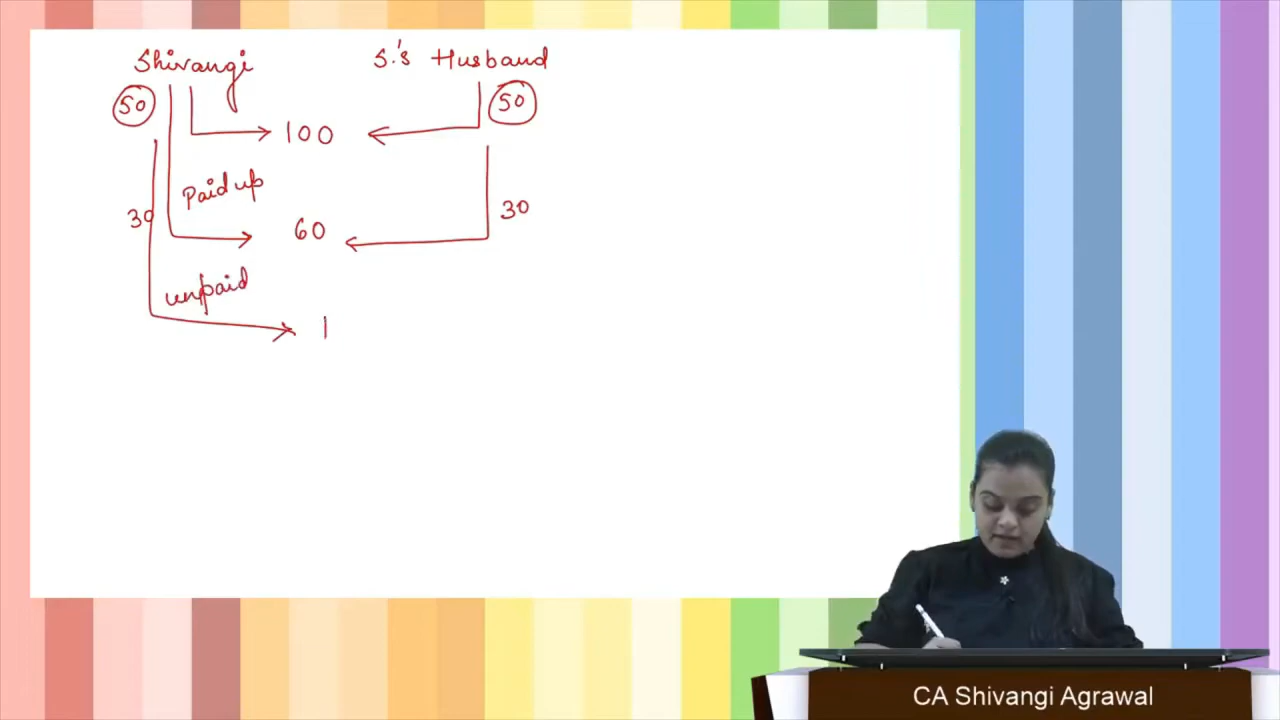 Shivangi S.'s Husband
50 50
100
Paid up
30 60 30
unpaid
1
CA Shivangi Agrawal